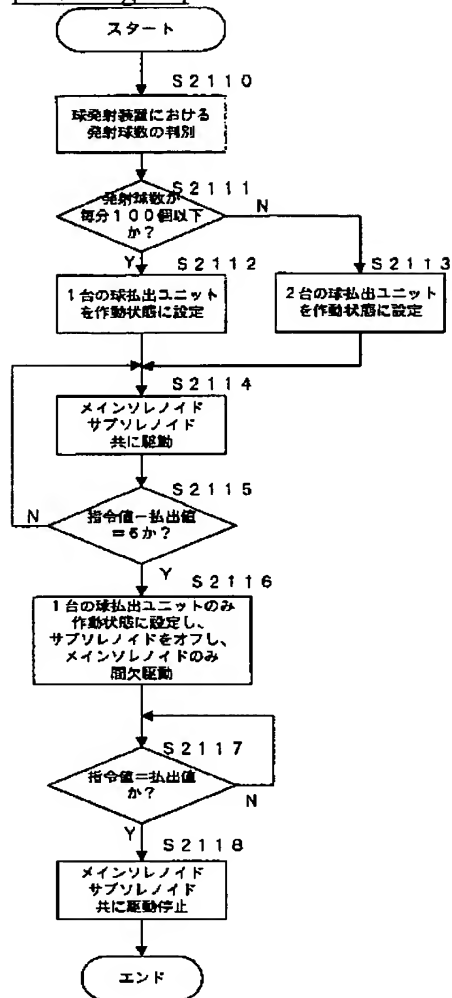 スタート
S2110
球発射装置における
発射球数の判別
S2111
発射球数が
毎分100個以下
か?
N
Y
S2112
1台の球払出ユニット
を作動状態に設定
S2113
2台の球払出ユニット
を作動状態に設定
S2114
メインソレノイド
サブソレノイド
共に駆動
S2115
指令値－払出値
＝6か?
N
Y
S2116
1台の球払出ユニットのみ
作動状態に設定し、
サブソレノイドをオフし、
メインソレノイドのみ
間欠駆動
S2117
指令値＝払出値
か?
N
Y
S2118
メインソレノイド
サブソレノイド
共に駆動停止
エンド